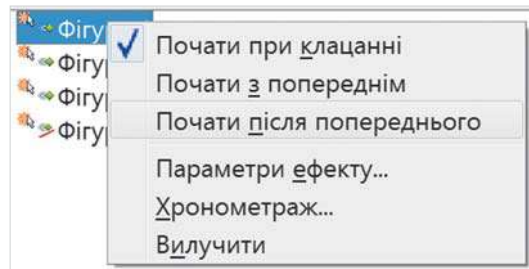 Фігу
Почати при клацанні
Фігу
Почати з попереднім
Фігу
Почати після попереднього
Фігу
Параметри ефекту...
Хронометраж...
Вилучити